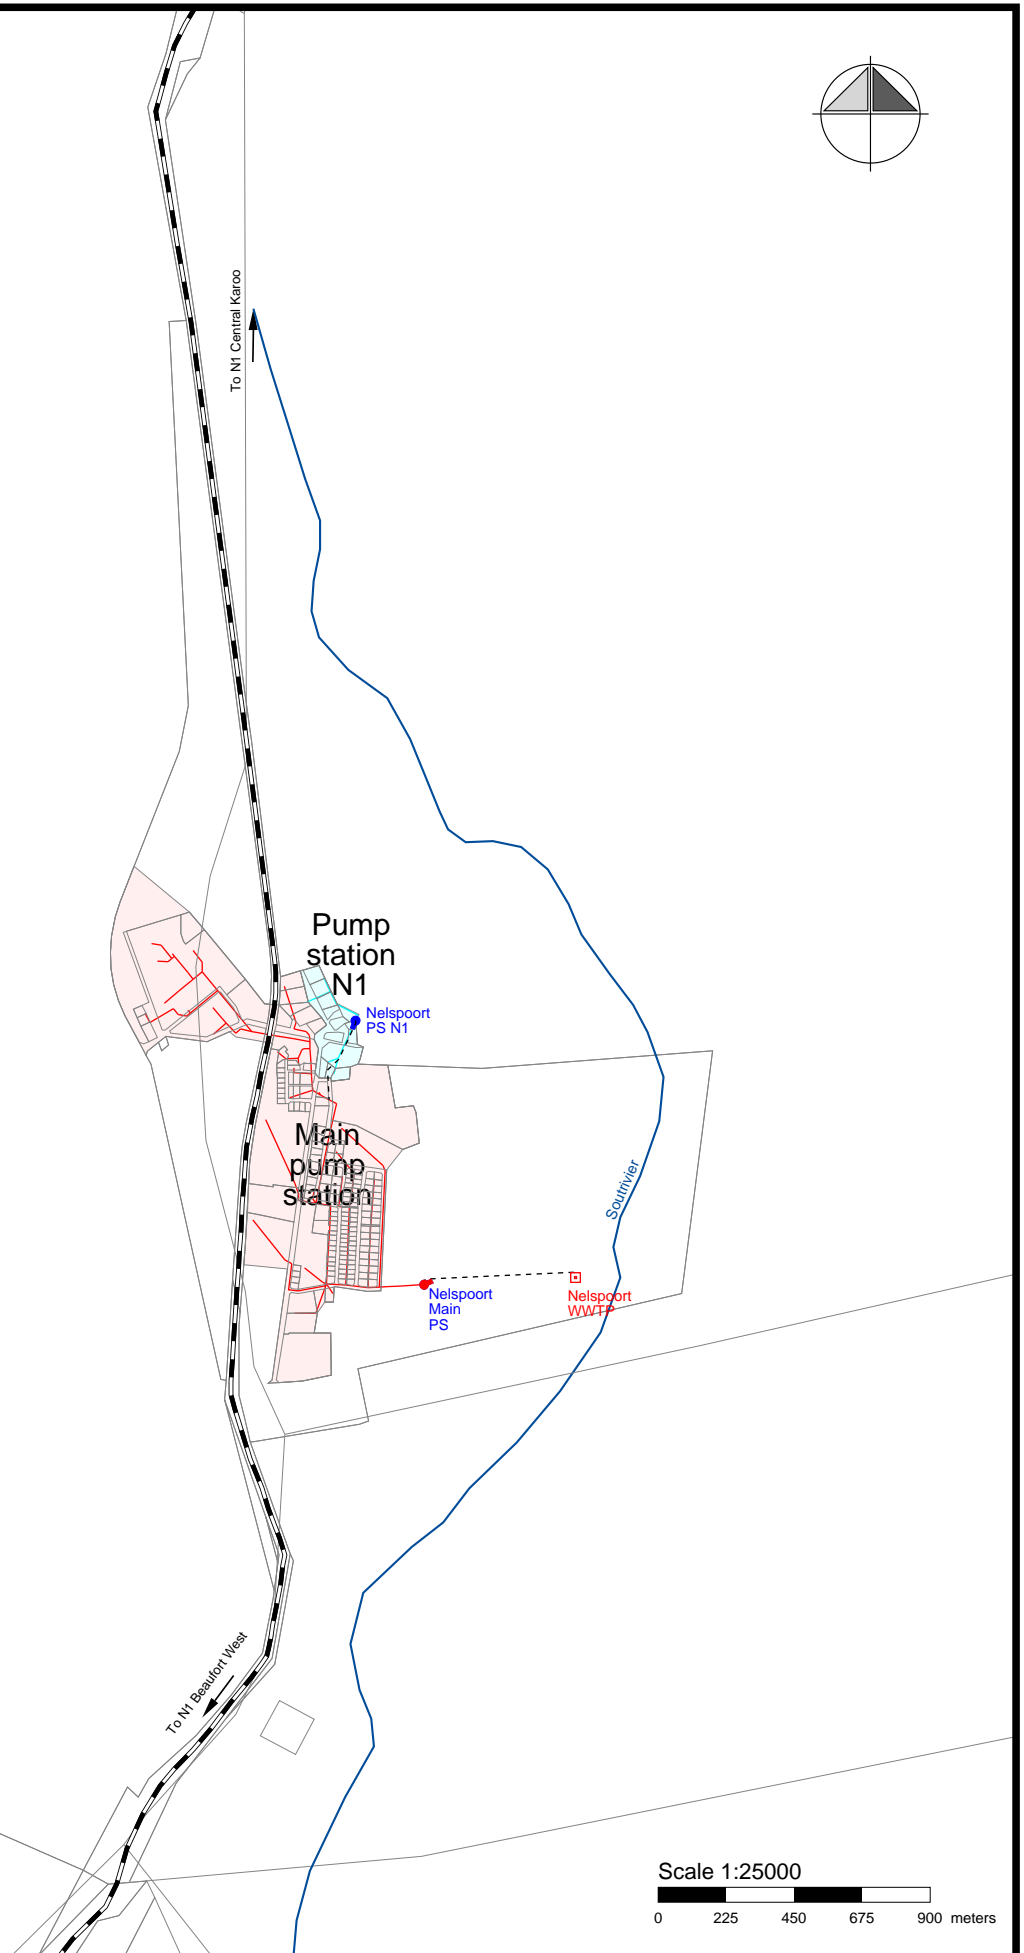 To N1 Central Karoo
Pump
station
N1
Nelspoort
PS N1
Main
pump
station
Soutrivier
Nelspoort
Main
PS
Nelspoort
WWTP
To N1 Beaufort West
Scale 1:25000
0 225 450 675 900 meters